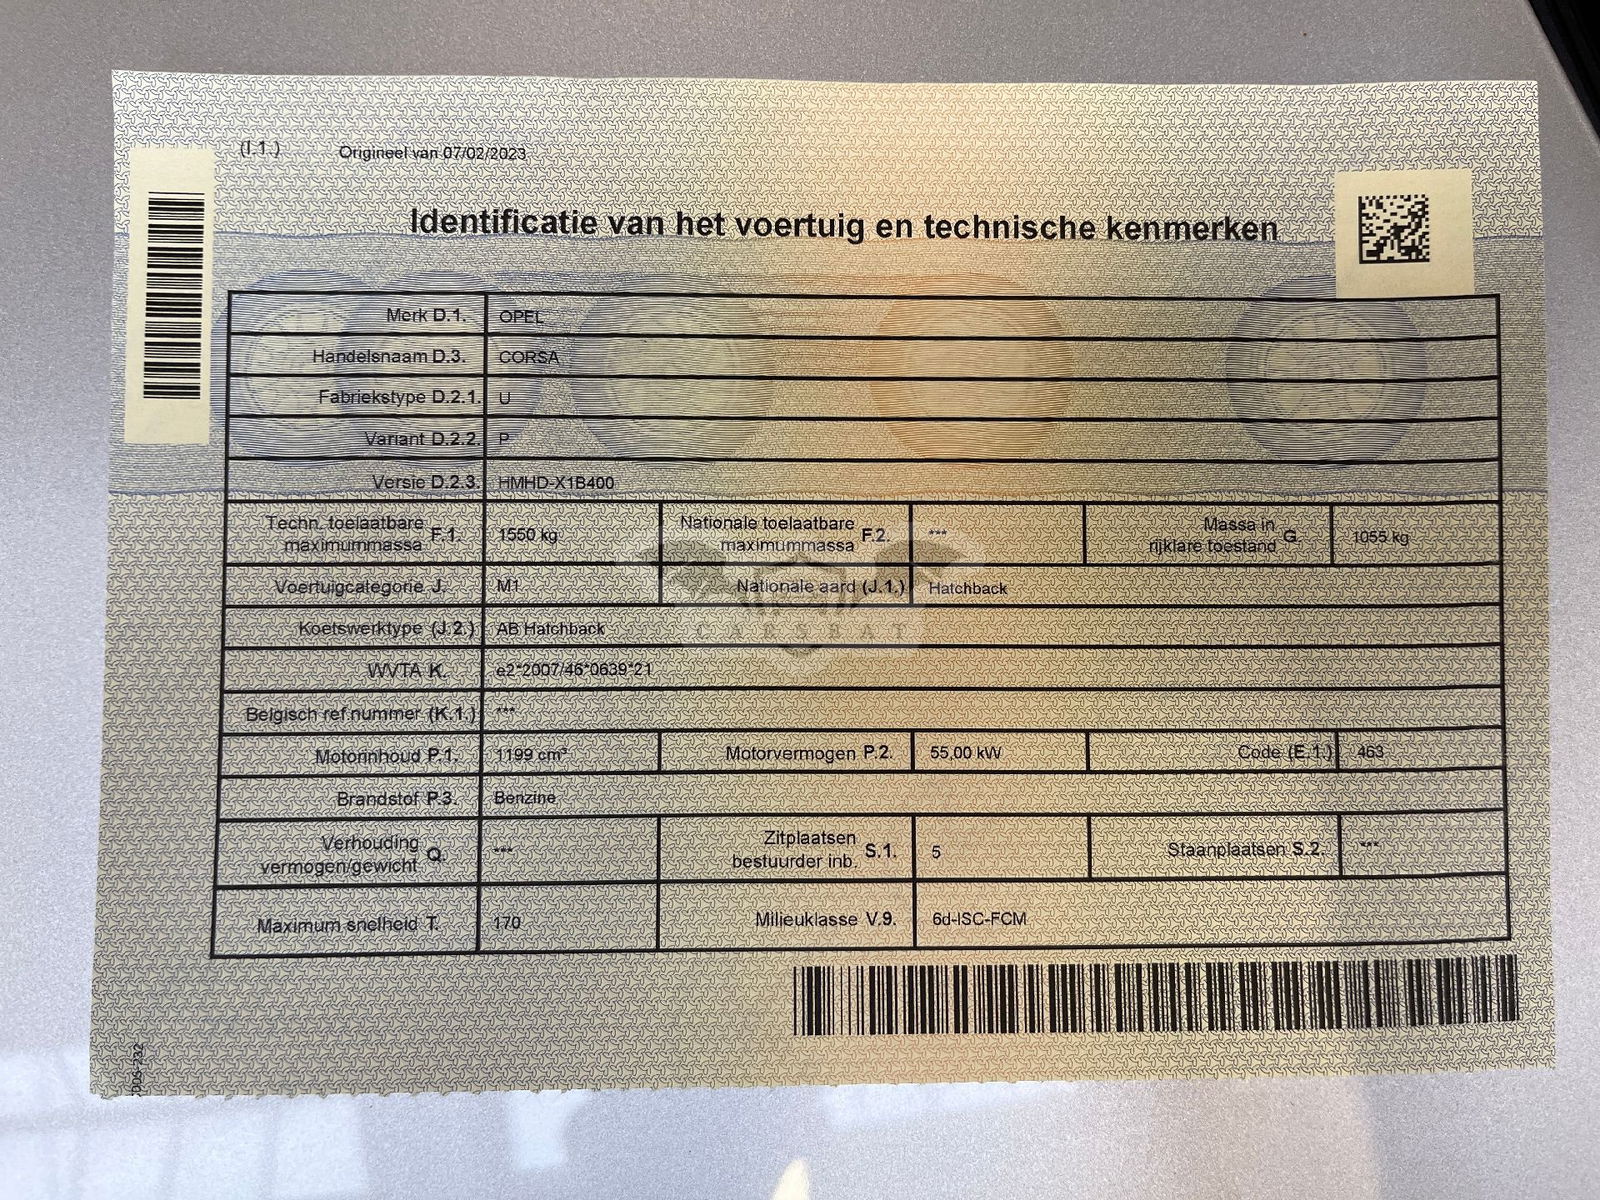 (I.1.) Origineel van 07/02/2023
Identificatie van het voertuig en technische kenmerken
Merk D.1. OPEL
Handelsnaam D.3. CORSA
Fabriekstype D.2.1. U
Variant D.2.2. P
Versie D.2.3. HMHD-X1B400
Techn. toelaatbare maximummassa F.1. 1550 kg Nationale toelaatbare maximummassa F.2. *** Massa in rijklare toestand G. 1055 kg
Voertuigcategorie J. M1 Nationale aard (J.1.) Hatchback
Koetswerktype (J.2.) AB Hatchback
WVTA K. e2*2007/46*0639*21
Belgisch ref.nummer (K.1.) ***
Motorinhoud P.1. 1199 cm³ Motorvermogen P.2. 55,00 kW Code (E.1.) 463
Brandstof P.3. Benzine
Verhouding vermogen/gewicht Q. *** Zitplaatsen bestuurder inb. S.1. 5 Staanplaatsen S.2. ***
Maximum snelheid T. 170 Milieuklasse V.9. 6d-ISC-FCM